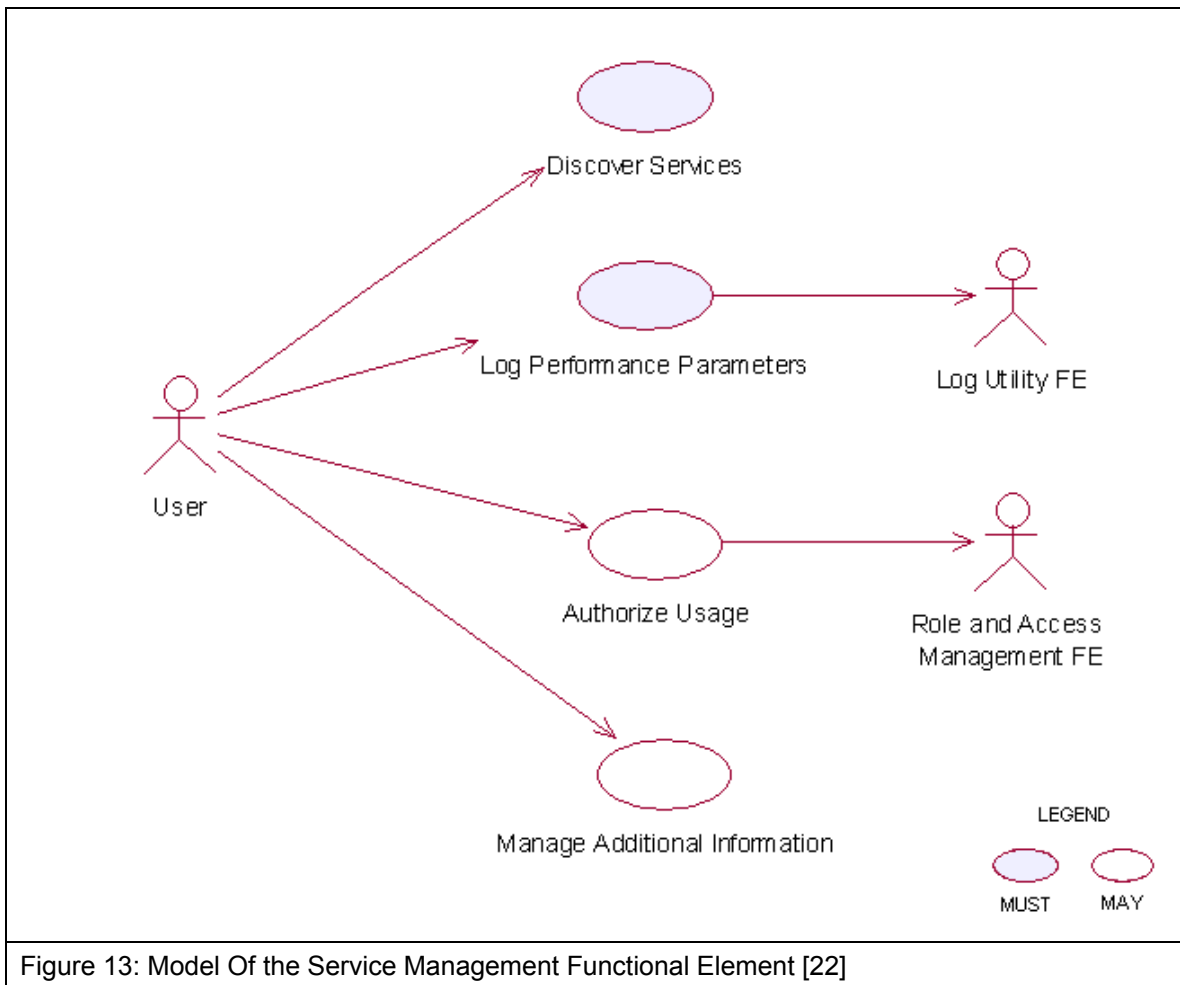 Discover Services
Log Performance Parameters
Log Utility FE
User
Authorize Usage
Role and Access
Management FE
Manage Additional Information
LEGEND
MUST
MAY
Figure 13: Model Of the Service Management Functional Element [22]